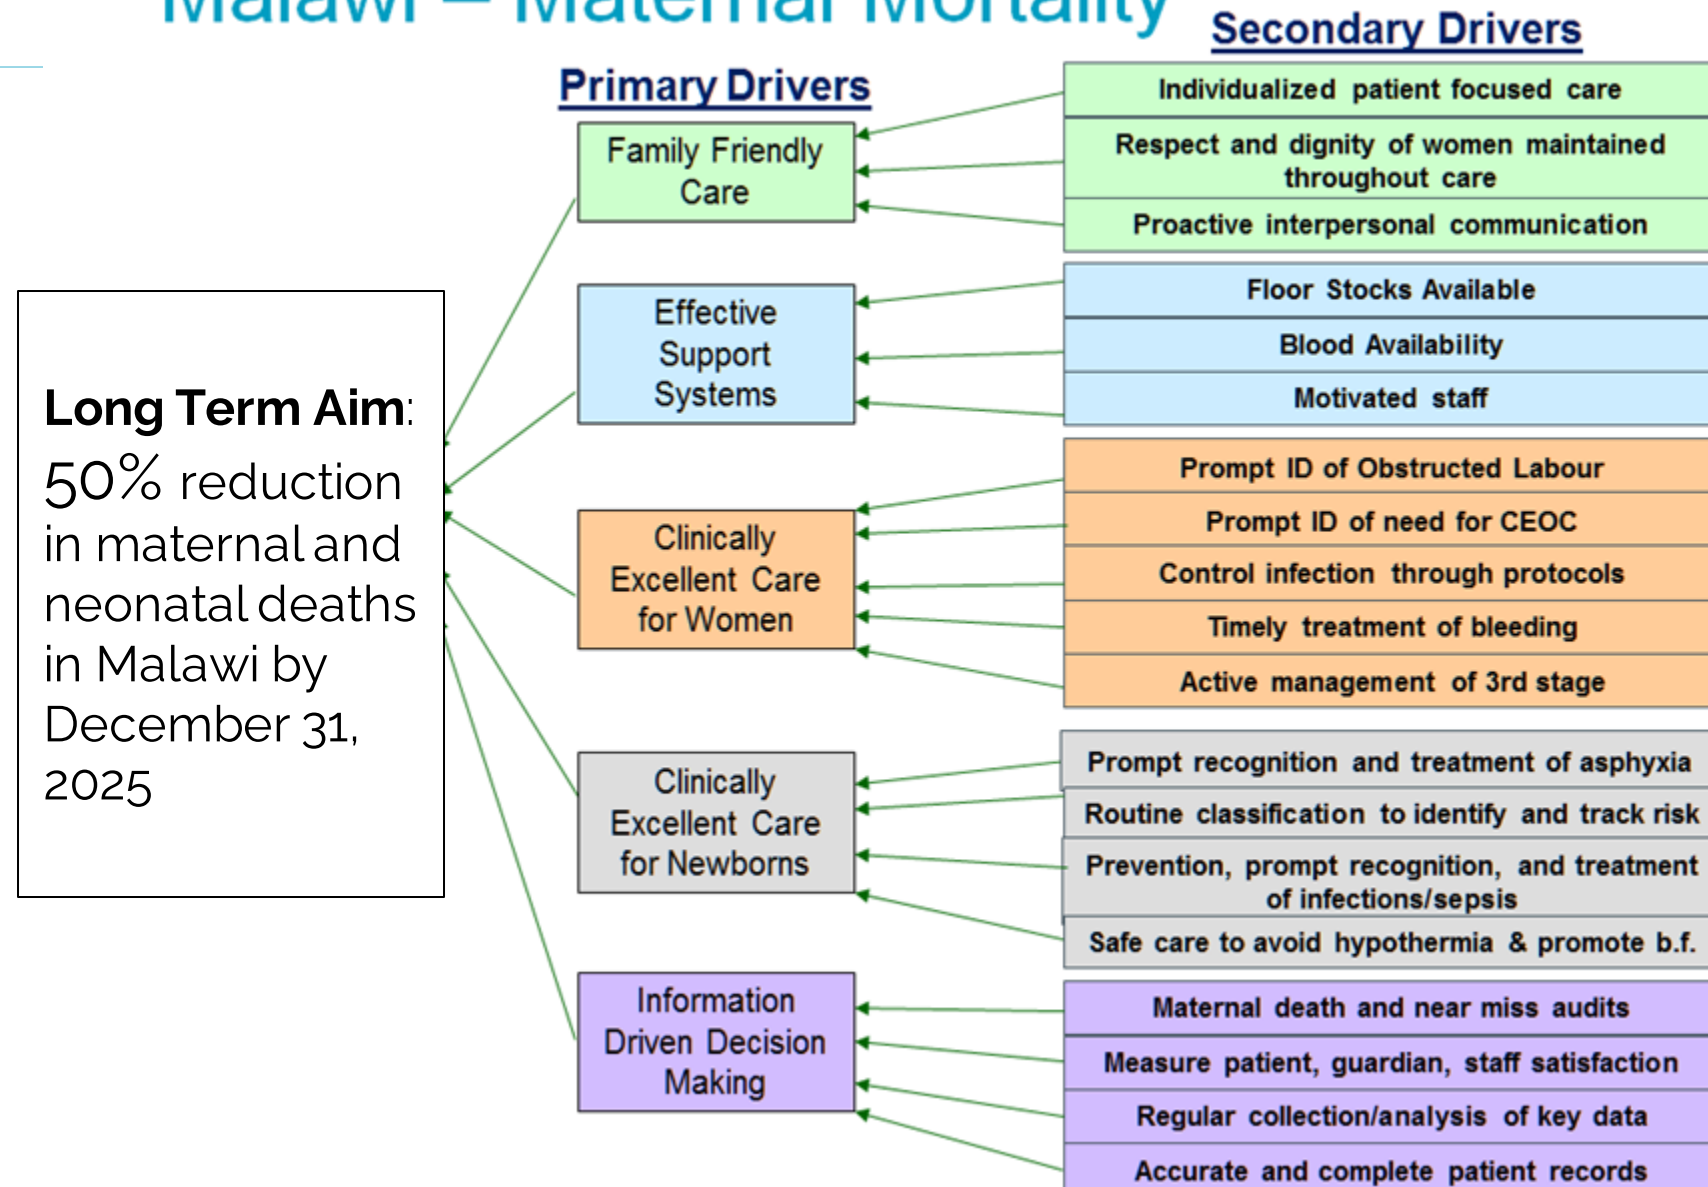 Malawi – Maternal Mortality
Secondary Drivers
Primary Drivers
Individualized patient focused care
Respect and dignity of women maintained
throughout care
Proactive interpersonal communication
Family Friendly
Care
Floor Stocks Available
Blood Availability
Motivated staff
Effective
Support
Systems
Long Term Aim:
50% reduction
in maternal and
neonatal deaths
in Malawi by
December 31,
2025
Prompt ID of Obstructed Labour
Prompt ID of need for CEOC
Control infection through protocols
Timely treatment of bleeding
Active management of 3rd stage
Clinically
Excellent Care
for Women
Prompt recognition and treatment of asphyxia
Routine classification to identify and track risk
Prevention, prompt recognition, and treatment
of infections/sepsis
Safe care to avoid hypothermia & promote b.f.
Clinically
Excellent Care
for Newborns
Maternal death and near miss audits
Measure patient, guardian, staff satisfaction
Regular collection/analysis of key data
Accurate and complete patient records
Information
Driven Decision
Making